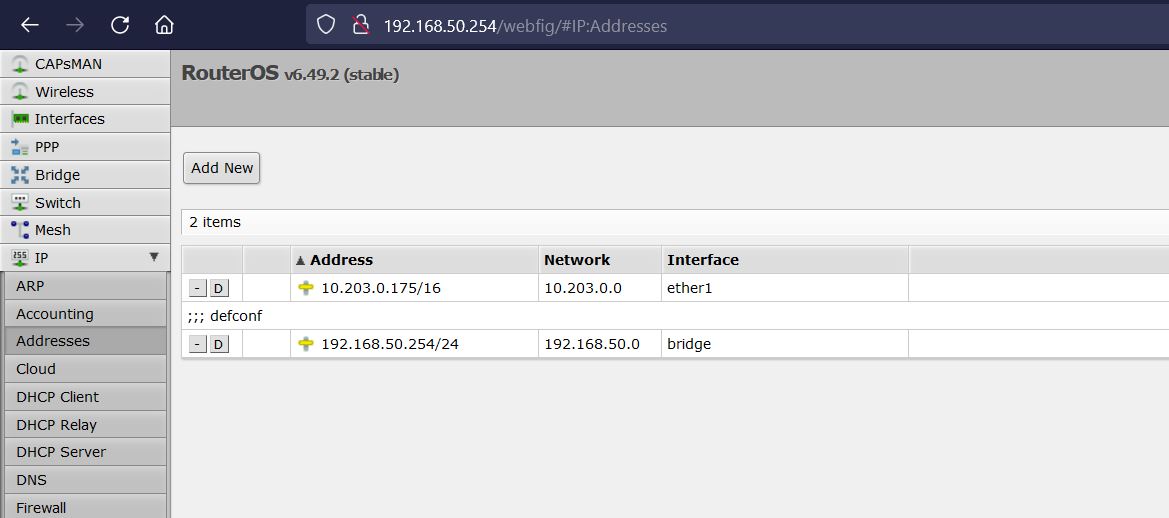 192.168.50.254/webfig/#IP:Addresses
CAPsMAN
Wireless
Interfaces
PPP
Bridge
Switch
Mesh
255 IP ▼
ARP
Accounting
Addresses
Cloud
DHCP Client
DHCP Relay
DHCP Server
DNS
Firewall
RouterOS v6.49.2 (stable)
Add New
2 items
▲ Address Network Interface
- D 10.203.0.175/16 10.203.0.0 ether1
;;; defconf
- D 192.168.50.254/24 192.168.50.0 bridge